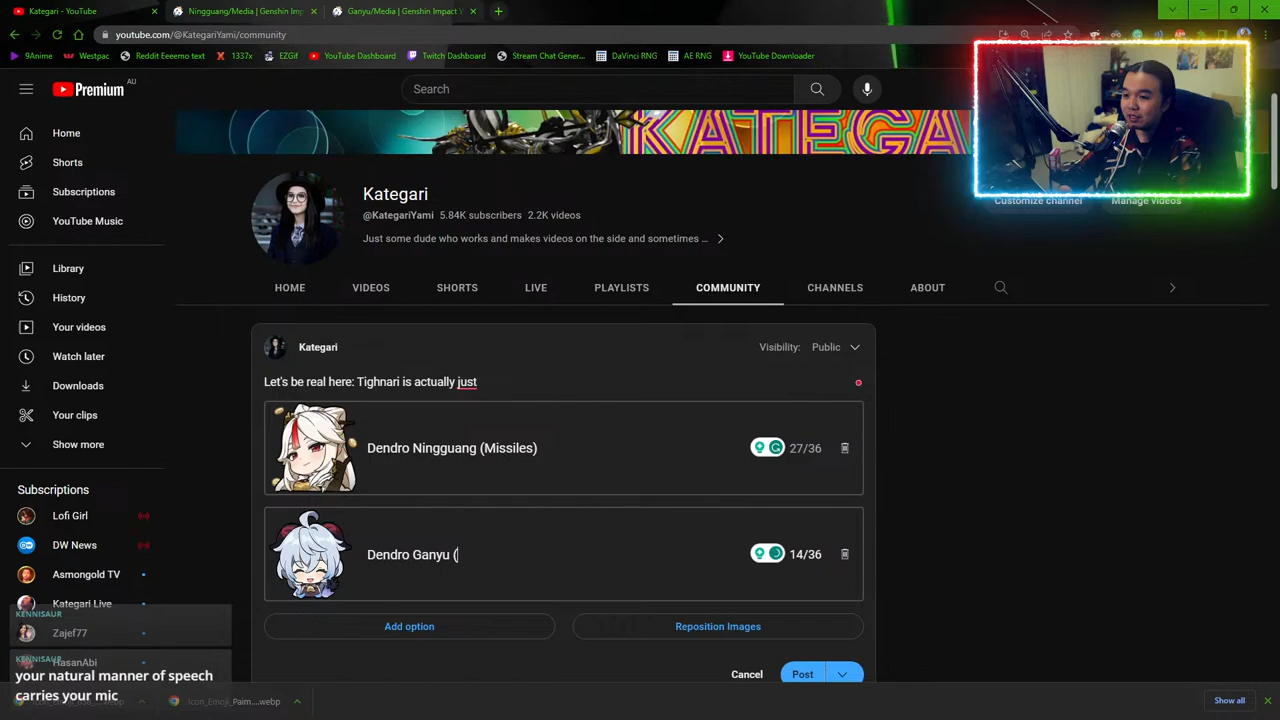 Kategari - YouTube
Ningguang/Media | Genshin Imp
Ganyu/Media | Genshin Impact
youtube.com/@KategariYami/community
9Anime
Westpac
Reddit Eeeemo text
1337x
EZGif
YouTube Dashboard
Twitch Dashboard
Stream Chat Gener...
DaVinci RNG
AE RNG
YouTube Downloader
Premium AU
Search
KATEGA
Home
Shorts
Subscriptions
YouTube Music
Library
History
Your videos
Watch later
Downloads
Your clips
Show more
Subscriptions
Lofi Girl
DW News
Asmongold TV
Kategari Live
Zajef77
HasanAbi
Kategari
@KategariYami 5.84K subscribers 2.2K videos
Just some dude who works and makes videos on the side and sometimes ...
Customize channel
Manage videos
HOME
VIDEOS
SHORTS
LIVE
PLAYLISTS
COMMUNITY
CHANNELS
ABOUT
Kategari
Visibility: Public
Let's be real here: Tighnari is actually just
Dendro Ningguang (Missiles)
27/36
Dendro Ganyu (
14/36
Add option
Reposition Images
Cancel
Post
KENNISAUR
KENNISAUR
your natural manner of speech
carries your mic
Icon_Emoji_Paim....webp
Show all